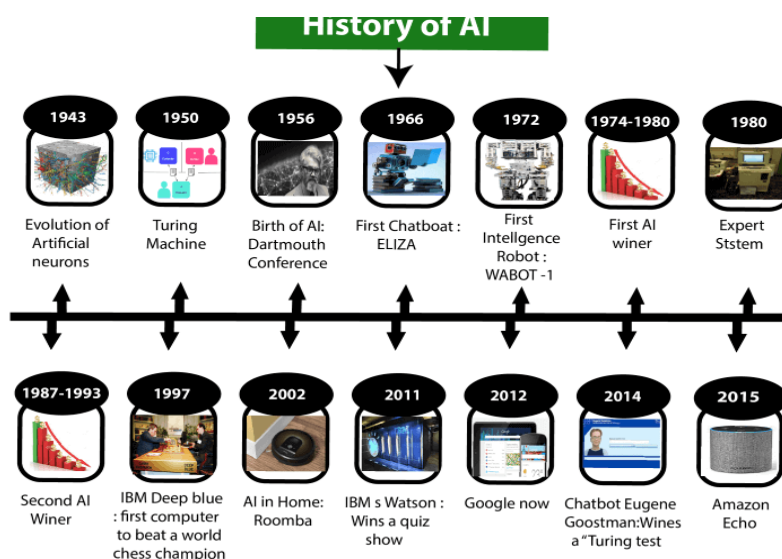 History of AI
1943
1950
1956
1966
1972
1974-1980
1980
Evolution of
Artificial
neurons
Turing
Machine
Birth of AI:
Dartmouth
Conference
First Chatboat :
ELIZA
First
Intellgence
Robot :
WABOT -1
First AI
winer
Expert
Ststem
1987-1993
1997
2002
2011
2012
2014
2015
Second AI
Winer
IBM Deep blue
: first computer
to beat a world
chess champion
AI in Home:
Roomba
IBM s Watson :
Wins a quiz
show
Google now
Chatbot Eugene
Goostman:Wines
a “Turing test
Amazon
Echo